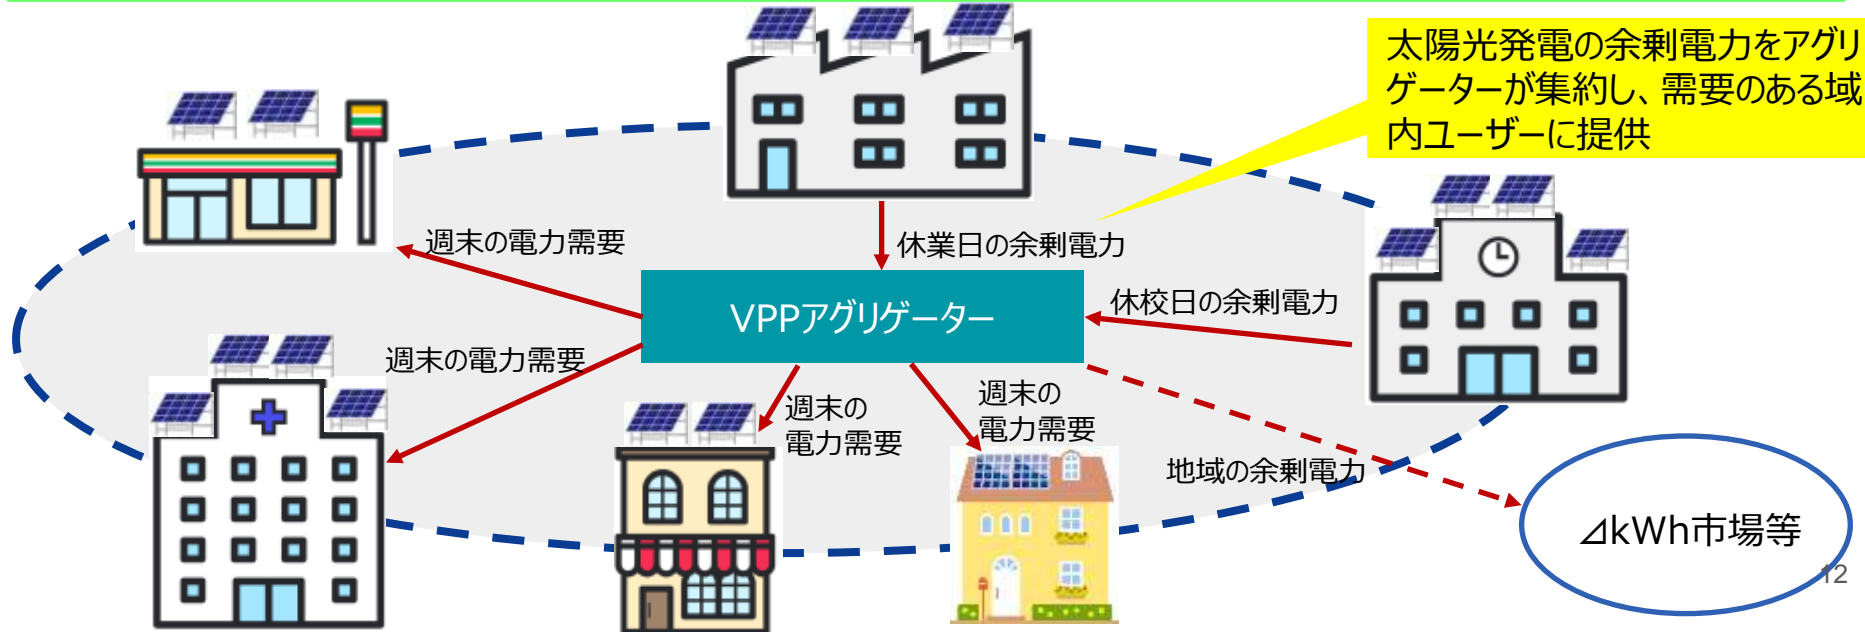 太陽光発電の余剰電力をアグリ
ゲーターが集約し、需要のある域
内ユーザーに提供
週末の電力需要
休業日の余剰電力
休校日の余剰電力
VPPアグリゲーター
週末の電力需要
週末の
電力需要
週末の
電力需要
地域の余剰電力
⊿kWh市場等
12